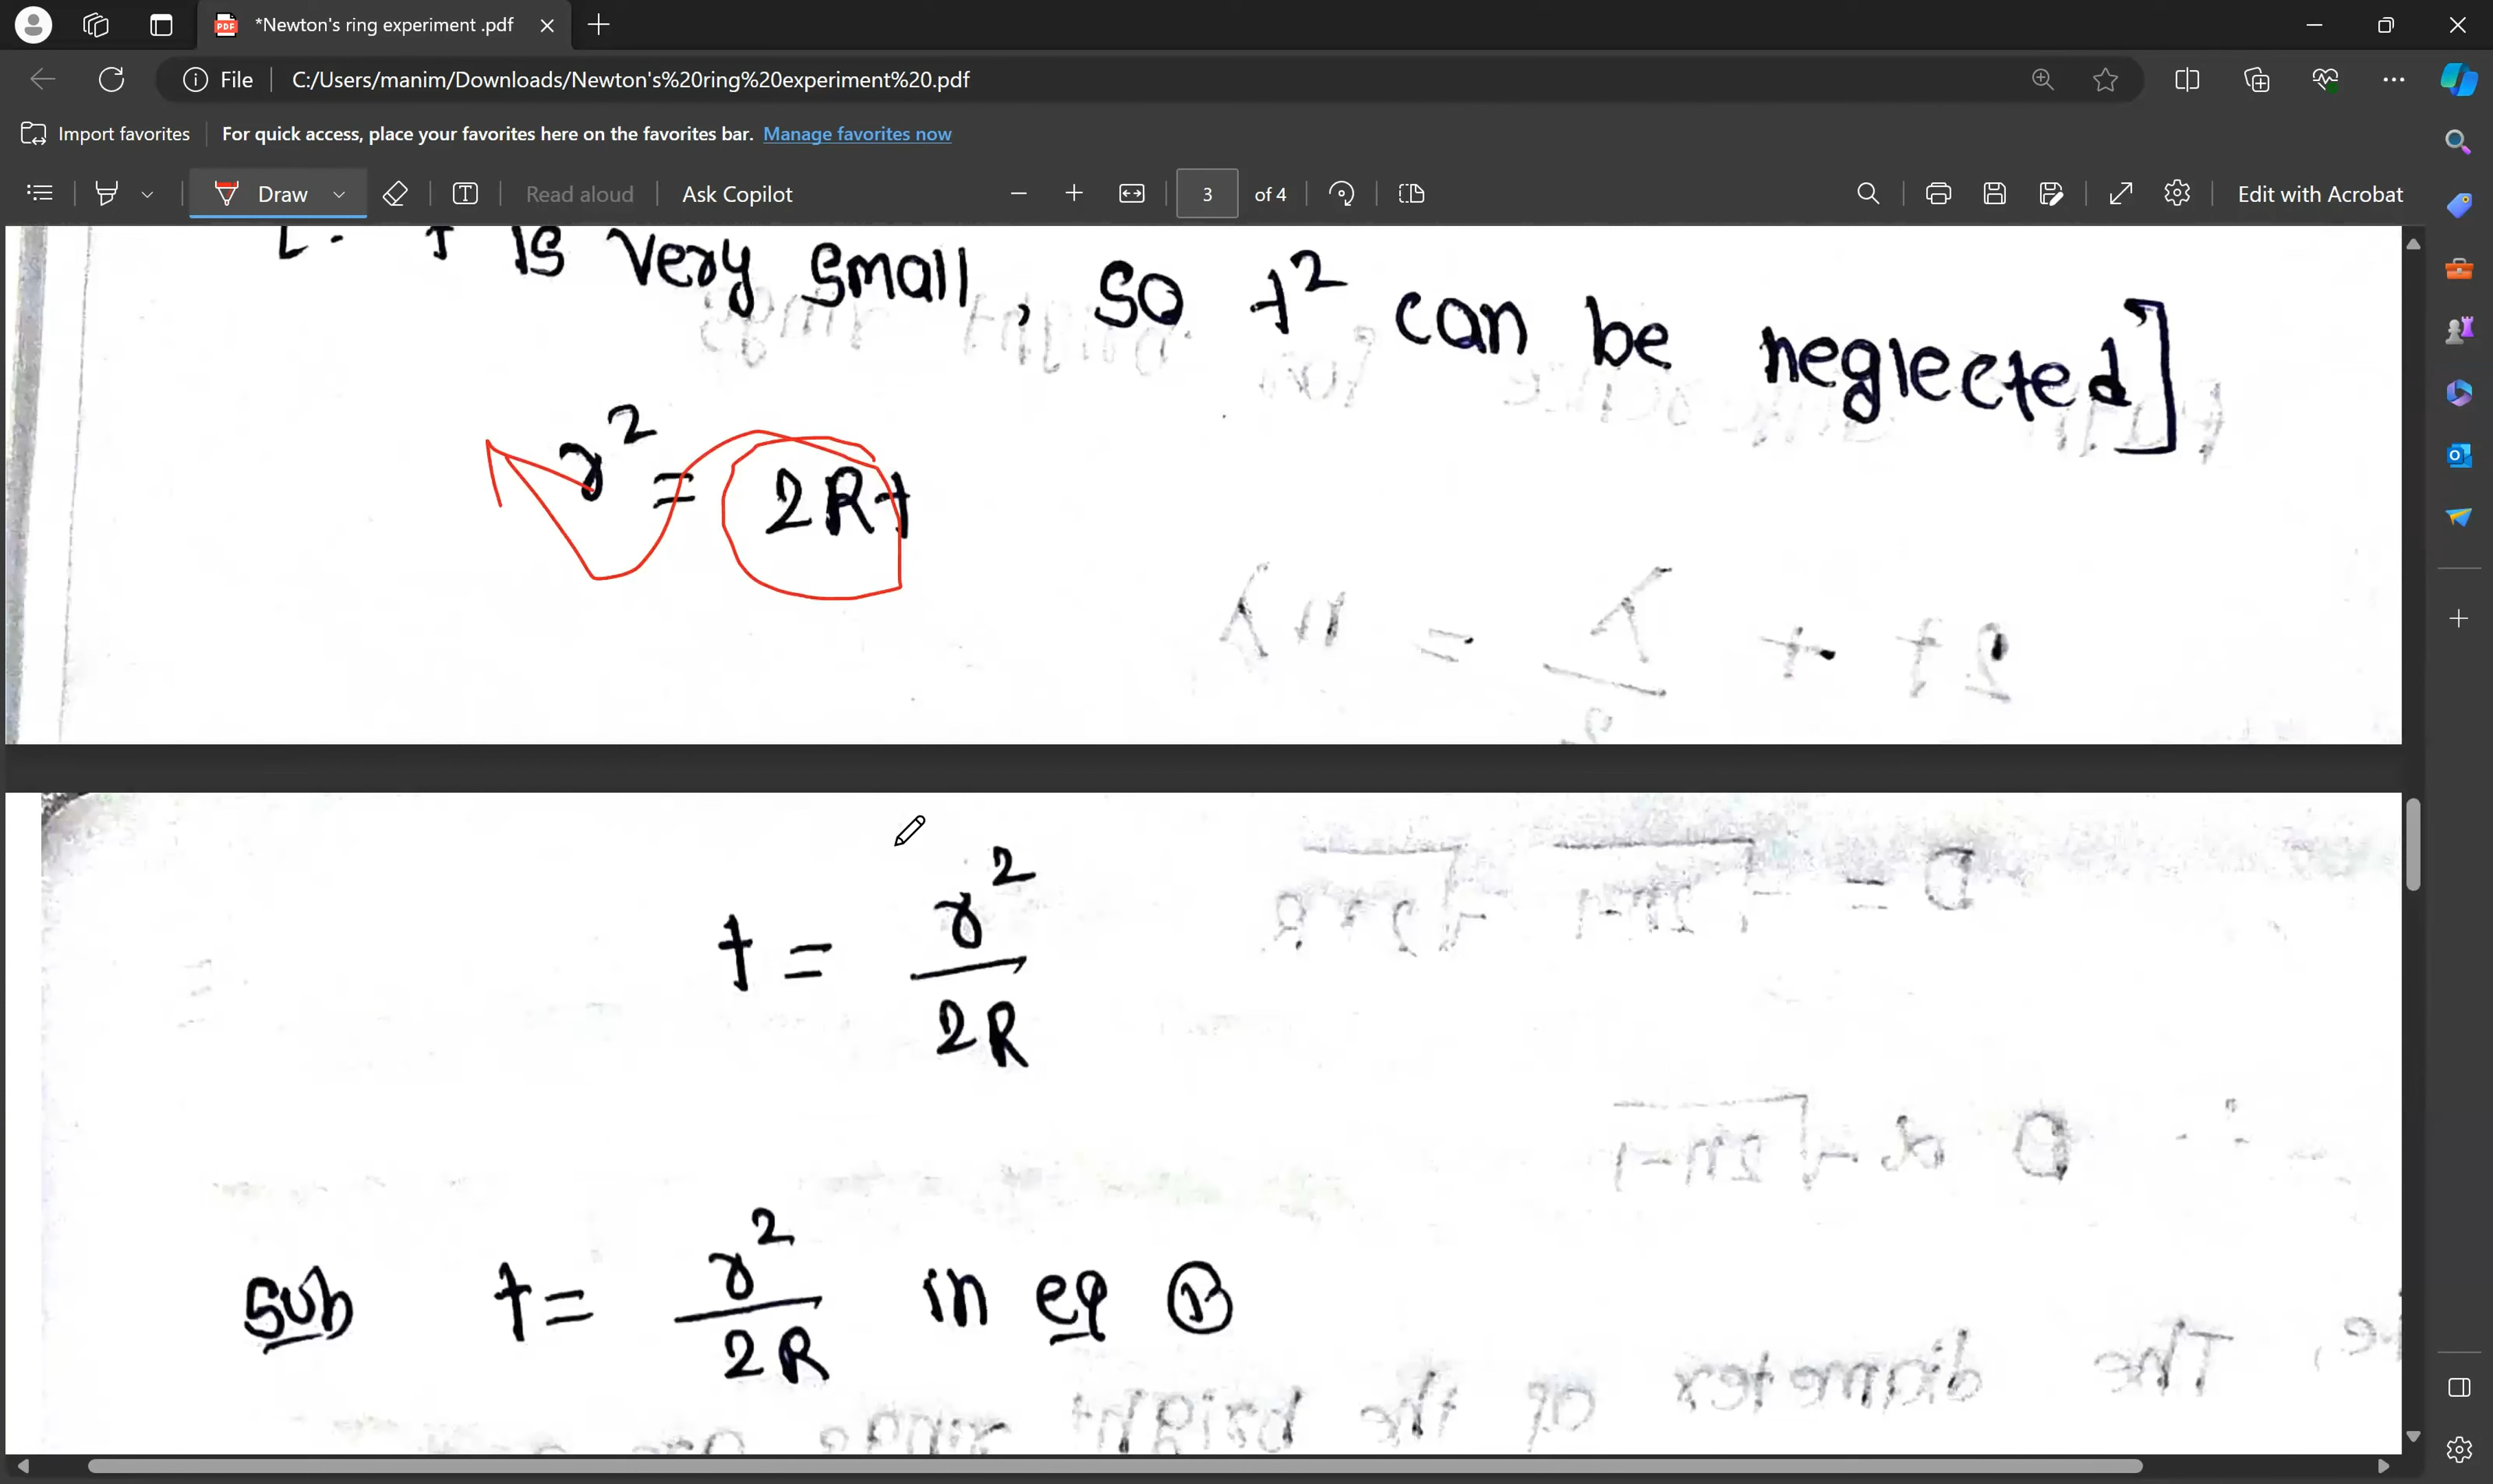 *Newton's ring experiment .pdf
File C:/Users/manim/Downloads/Newton's%20ring%20experiment%20.pdf
Import favorites For quick access, place your favorites here on the favorites bar. Manage favorites now
Draw Read aloud Ask Copilot 3 of 4 Edit with Acrobat
t is very small, so t² can be neglected]
r² = 2Rt
t = r²/2R
Sub t = r²/2R in eq